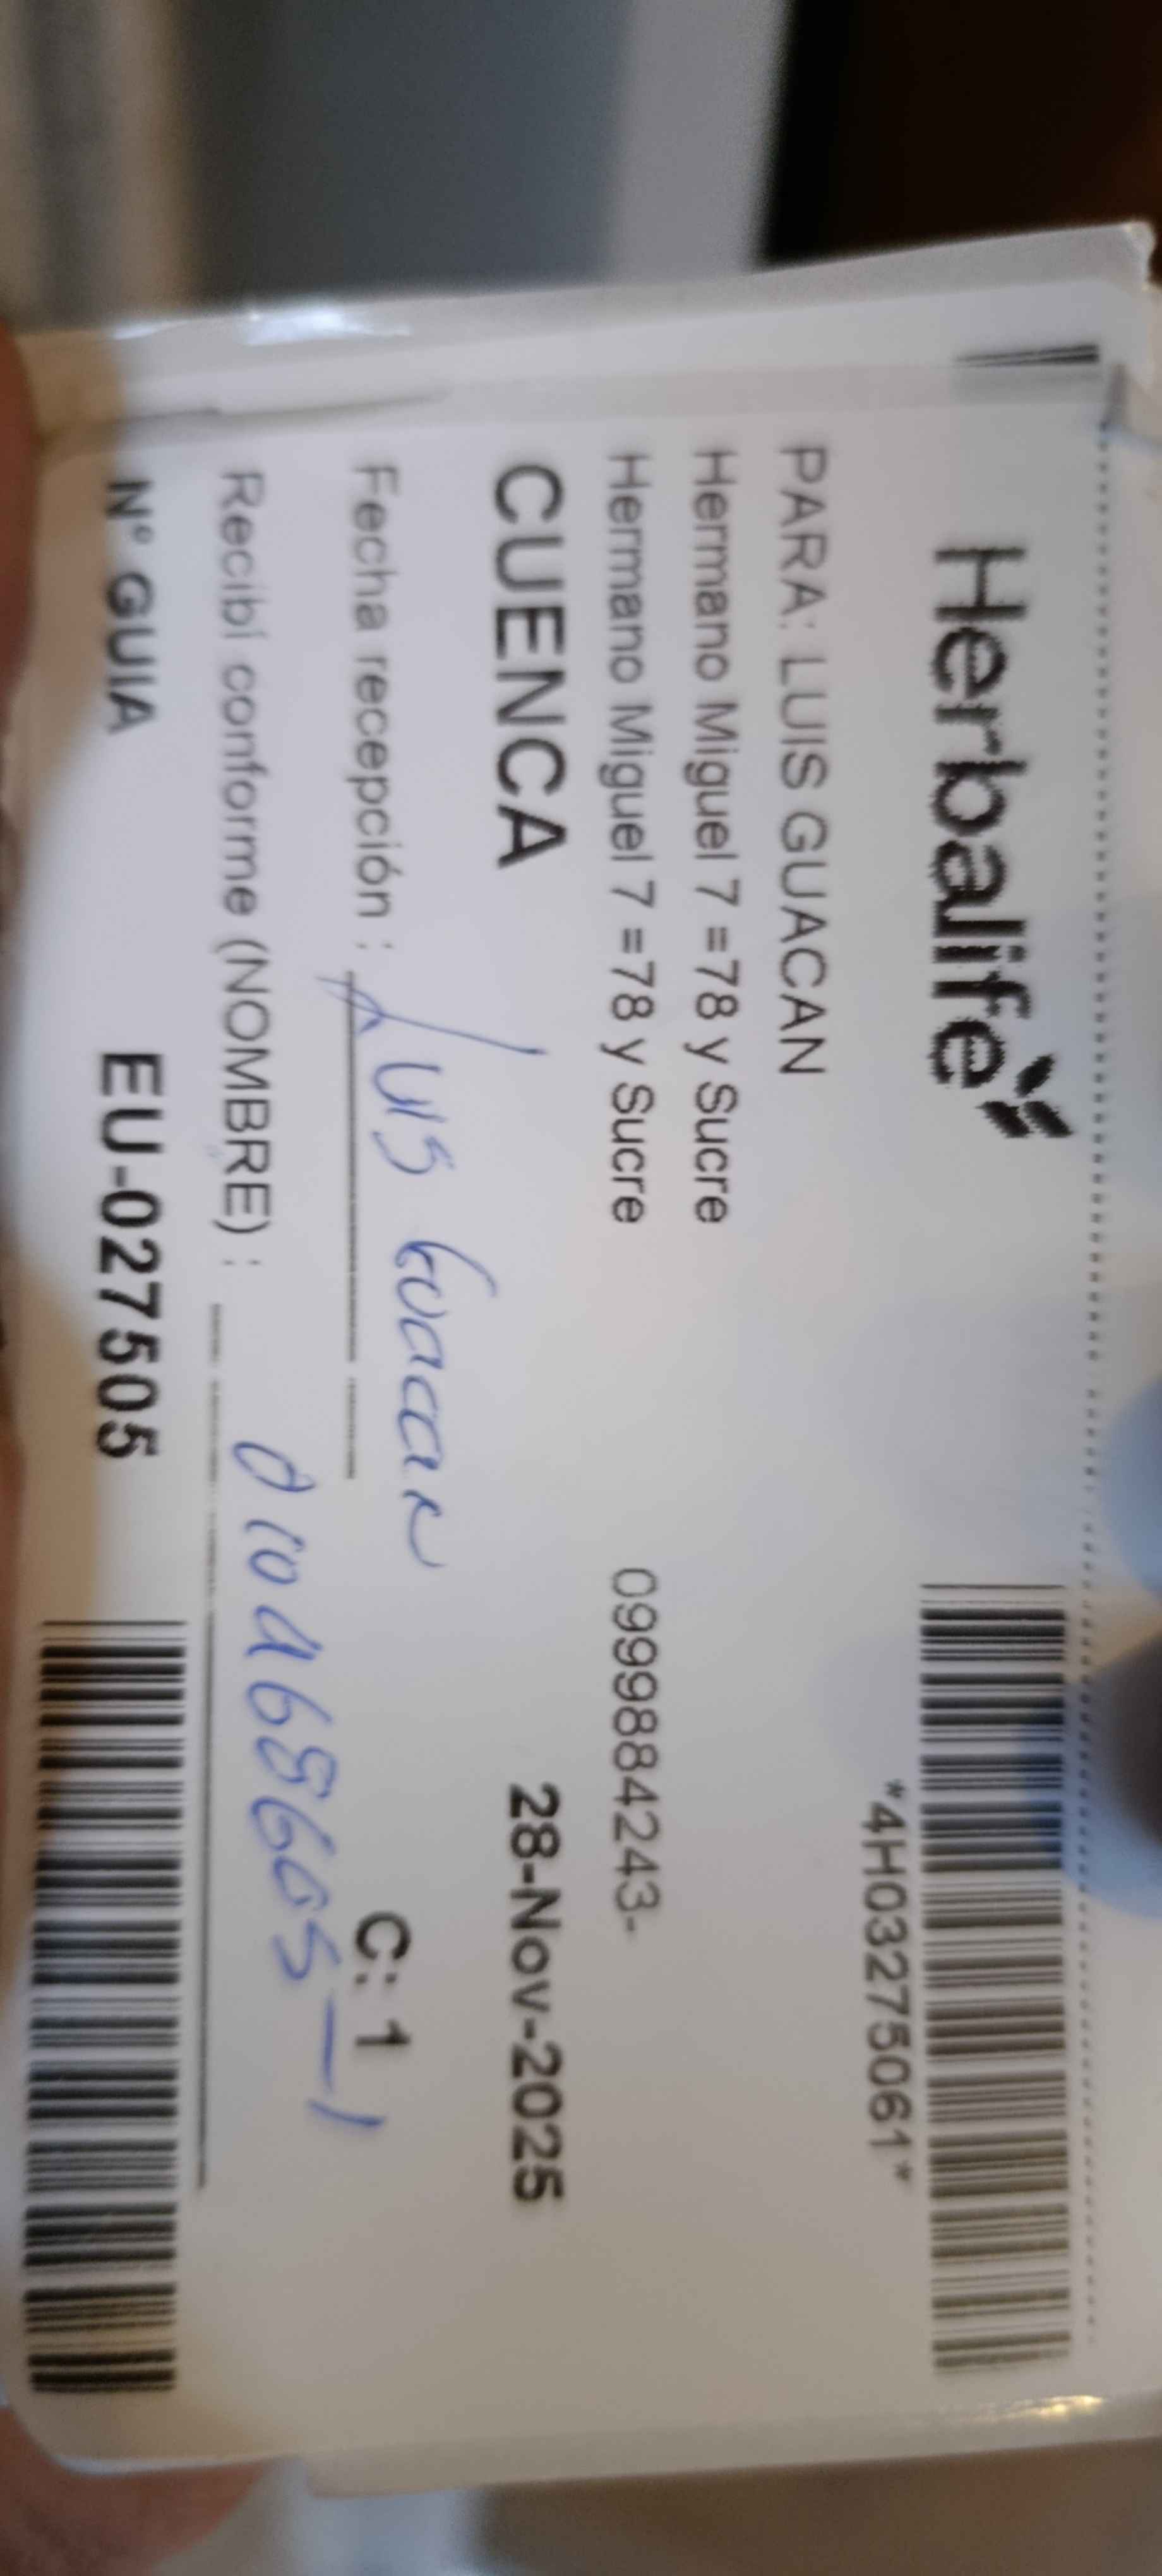 Herbalife
*4H03275061*
PARA: LUIS GUACAN
Hermano Miguel 7 =78 y Sucre
Hermano Miguel 7 =78 y Sucre 0999884243-
CUENCA 28-Nov-2025
Fecha recepción : Luis Guacan C: 1
Recibí conforme (NOMBRE) :
N° GUIA EU-027505